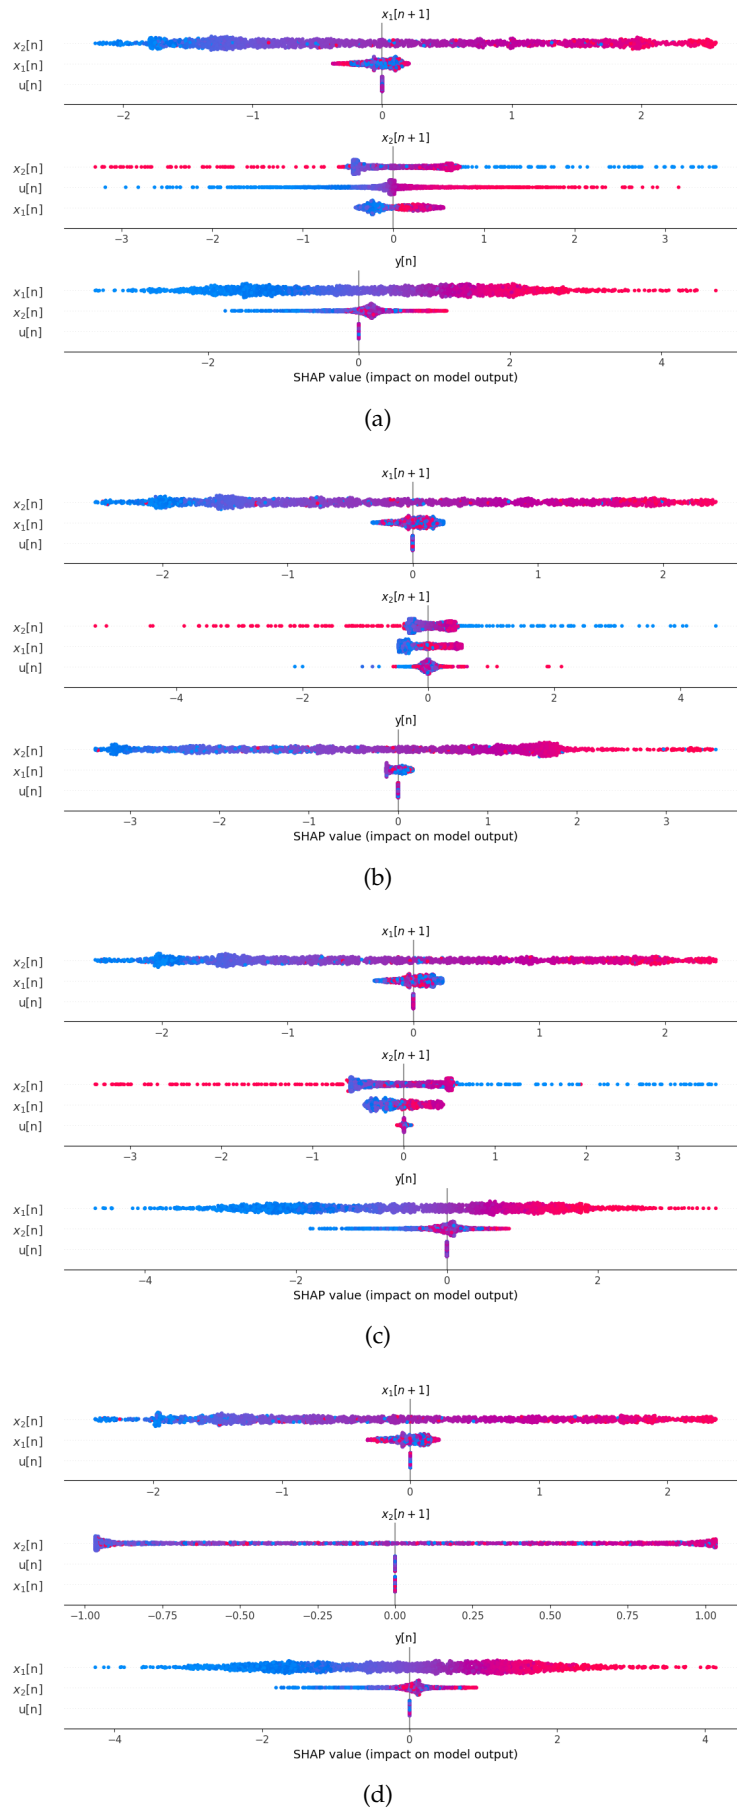 x₁[n + 1]
x₂[n]
x₁[n]
u[n]
−2 −1 0 1 2
x₂[n + 1]
x₂[n]
u[n]
x₁[n]
−3 −2 −1 0 1 2 3
y[n]
x₁[n]
x₂[n]
u[n]
−2 0 2 4
SHAP value (impact on model output)
(a)
x₁[n + 1]
x₂[n]
x₁[n]
u[n]
−2 −1 0 1 2
x₂[n + 1]
x₂[n]
x₁[n]
u[n]
−4 −2 0 2 4
y[n]
x₂[n]
x₁[n]
u[n]
−3 −2 −1 0 1 2 3
SHAP value (impact on model output)
(b)
x₁[n + 1]
x₂[n]
x₁[n]
u[n]
−2 −1 0 1 2
x₂[n + 1]
x₂[n]
x₁[n]
u[n]
−3 −2 −1 0 1 2 3
y[n]
x₁[n]
x₂[n]
u[n]
−4 −2 0 2
SHAP value (impact on model output)
(c)
x₁[n + 1]
x₂[n]
x₁[n]
u[n]
−2 −1 0 1 2
x₂[n + 1]
x₂[n]
u[n]
x₁[n]
−1.00 −0.75 −0.50 −0.25 0.00 0.25 0.50 0.75 1.00
y[n]
x₁[n]
x₂[n]
u[n]
−4 −2 0 2 4
SHAP value (impact on model output)
(d)